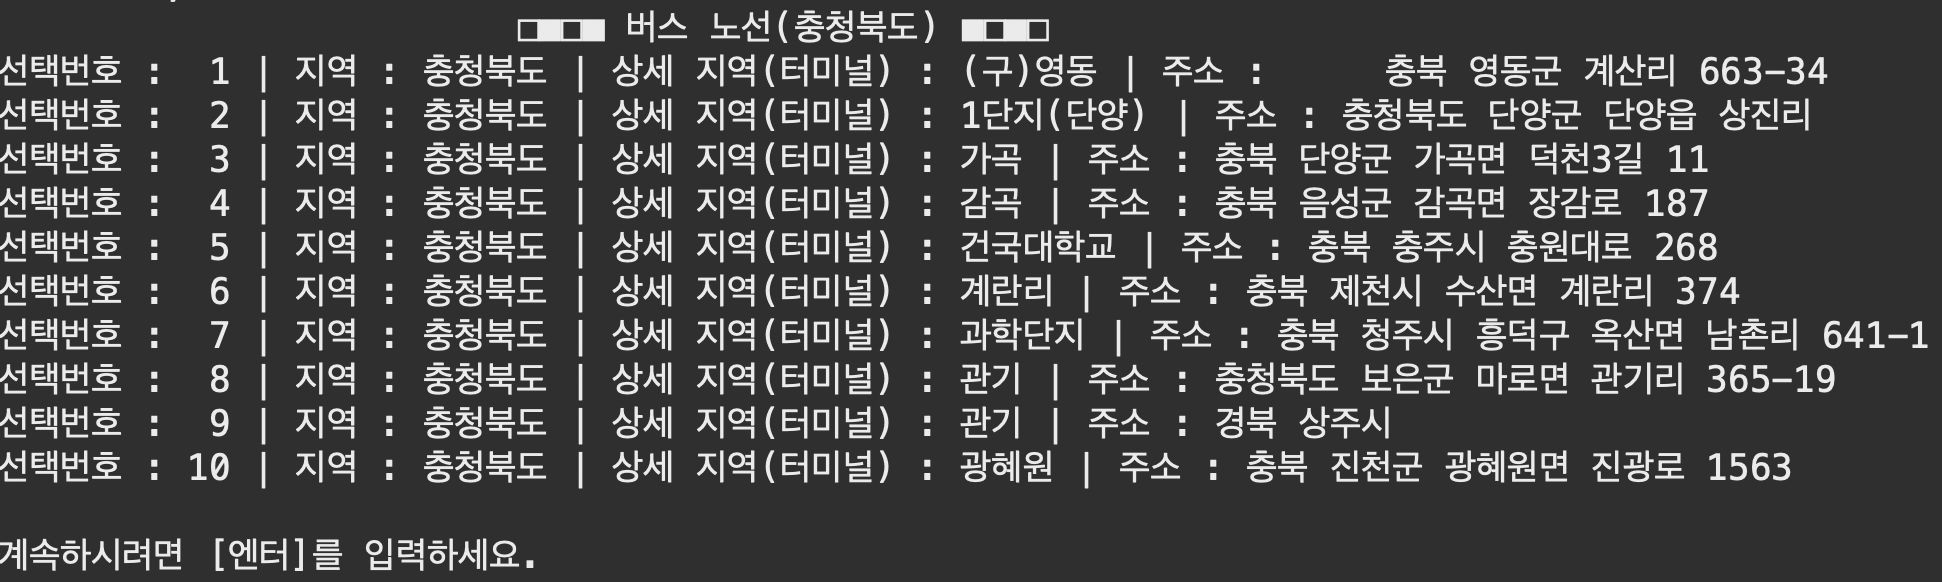 □■□■ 버스 노선(충청북도) ■□■□
선택번호 :  1 | 지역 : 충청북도 | 상세 지역(터미널) : (구)영동 | 주소 :     충북 영동군 계산리 663-34
선택번호 :  2 | 지역 : 충청북도 | 상세 지역(터미널) : 1단지(단양) | 주소 : 충청북도 단양군 단양읍 상진리
선택번호 :  3 | 지역 : 충청북도 | 상세 지역(터미널) : 가곡 | 주소 : 충북 단양군 가곡면 덕천3길 11
선택번호 :  4 | 지역 : 충청북도 | 상세 지역(터미널) : 감곡 | 주소 : 충북 음성군 감곡면 장감로 187
선택번호 :  5 | 지역 : 충청북도 | 상세 지역(터미널) : 건국대학교 | 주소 : 충북 충주시 충원대로 268
선택번호 :  6 | 지역 : 충청북도 | 상세 지역(터미널) : 계란리 | 주소 : 충북 제천시 수산면 계란리 374
선택번호 :  7 | 지역 : 충청북도 | 상세 지역(터미널) : 과학단지 | 주소 : 충북 청주시 흥덕구 옥산면 남촌리 641-1
선택번호 :  8 | 지역 : 충청북도 | 상세 지역(터미널) : 관기 | 주소 : 충청북도 보은군 마로면 관기리 365-19
선택번호 :  9 | 지역 : 충청북도 | 상세 지역(터미널) : 관기 | 주소 : 경북 상주시
선택번호 : 10 | 지역 : 충청북도 | 상세 지역(터미널) : 광혜원 | 주소 : 충북 진천군 광혜원면 진광로 1563
계속하시려면 [엔터]를 입력하세요.